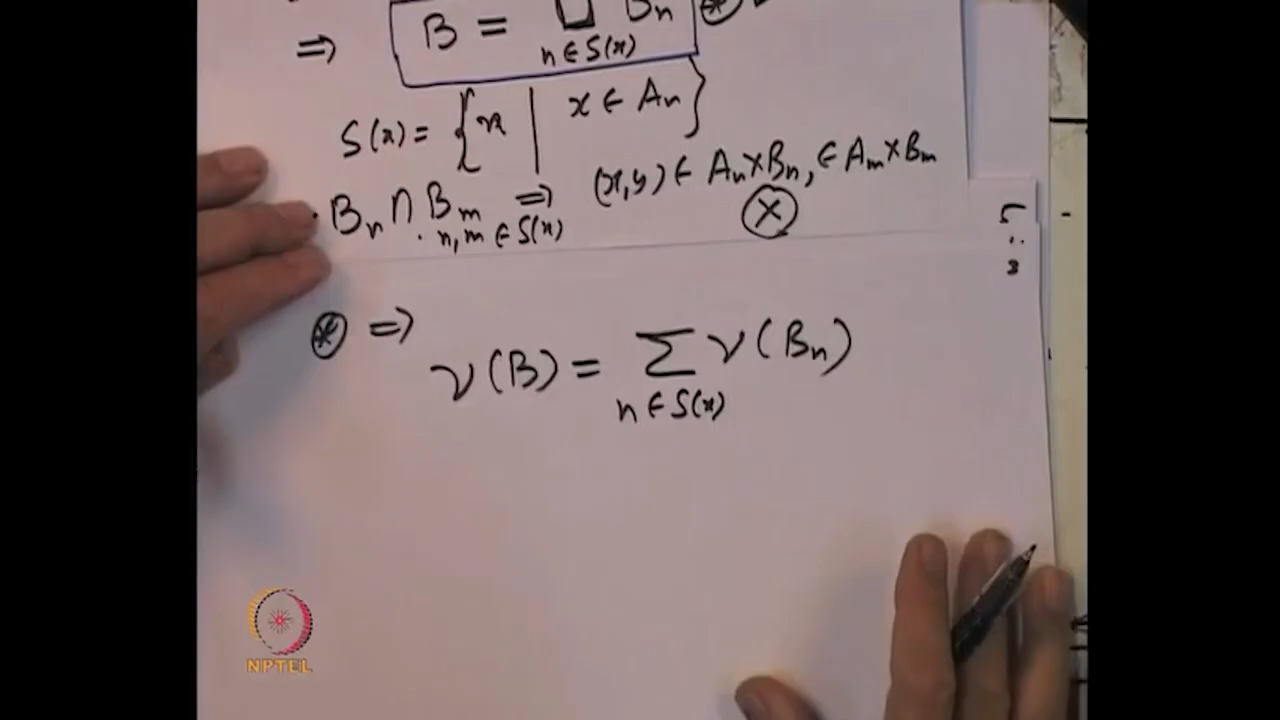 ⇒ B = ⊔ Bn ⊛
n ∈ S(x)
S(x) = { n | x ∈ An }
· Bn ∩ Bm ⇒ (x,y) ∈ An × Bn, ∈ Am × Bm
· n, m ∈ S(x)
Ⓧ
⊛ ⇒
ν(B) = Σ ν(Bn)
n ∈ S(x)
NPTEL